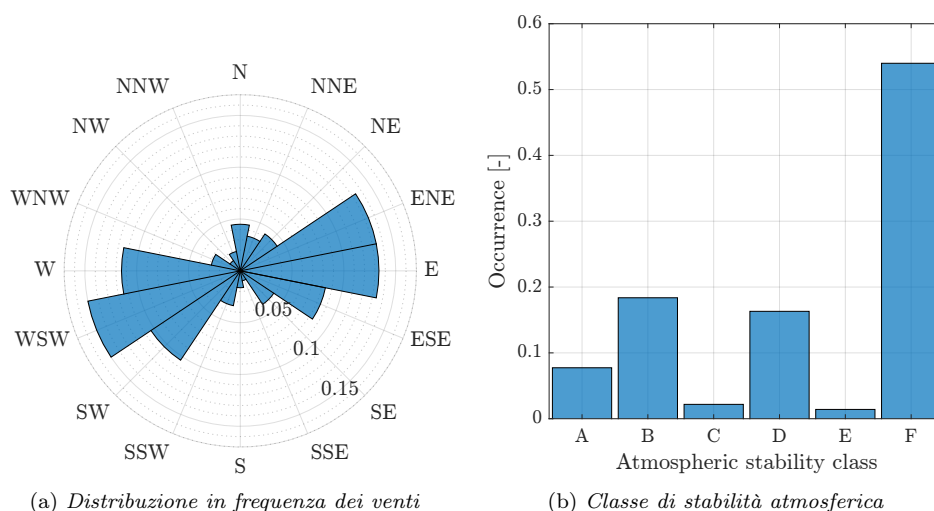 N
NNE
NE
ENE
E
ESE
SE
SSE
S
SSW
SW
WSW
W
WNW
NW
NNW
0.05
0.1
0.15
(a) Distribuzione in frequenza dei venti
0.6
0.5
0.4
0.3
0.2
0.1
0
Occurrence [-]
A B C D E F
Atmospheric stability class
(b) Classe di stabilità atmosferica